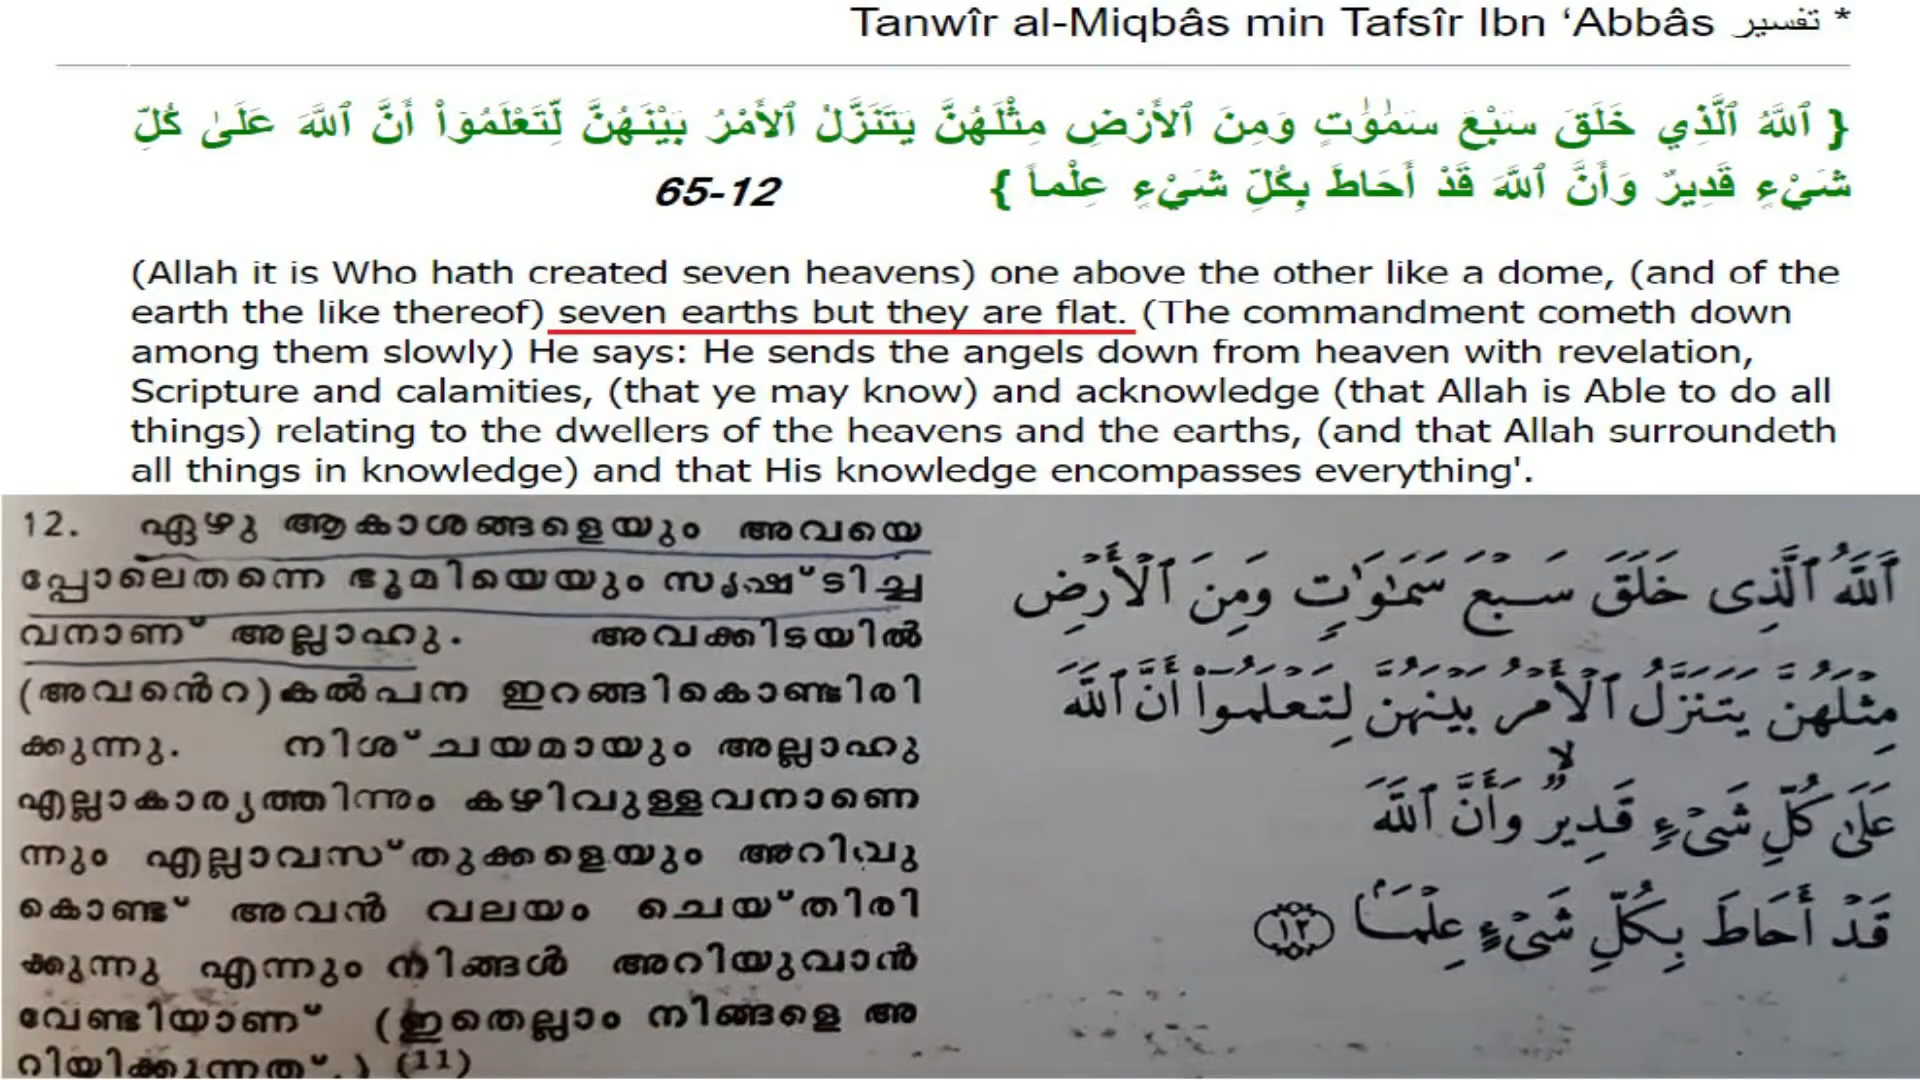 Tanwîr al-Miqbâs min Tafsîr Ibn ‘Abbâs تفسير *
{ ٱللَّهُ ٱلَّذِي خَلَقَ سَبْعَ سَمَٰوَٰتٍ وَمِنَ ٱلأَرْضِ مِثْلَهُنَّ يَتَنَزَّلُ ٱلأَمْرُ بَيْنَهُنَّ لِّتَعْلَمُوۤاْ أَنَّ ٱللَّهَ عَلَىٰ كُلِّ
شَيْءٍ قَدِيرٌ وَأَنَّ ٱللَّهَ قَدْ أَحَاطَ بِكُلِّ شَيْءٍ عِلْماً } 65-12
(Allah it is Who hath created seven heavens) one above the other like a dome, (and of the
earth the like thereof) seven earths but they are flat. (The commandment cometh down
among them slowly) He says: He sends the angels down from heaven with revelation,
Scripture and calamities, (that ye may know) and acknowledge (that Allah is Able to do all
things) relating to the dwellers of the heavens and the earths, (and that Allah surroundeth
all things in knowledge) and that His knowledge encompasses everything'.
12. ഏഴു ആകാശങ്ങളെയും അവയെ
പ്പോലെതന്നെ ഭൂമിയെയും സൃഷ്ടിച്ച
വനാണ് അല്ലാഹു. അവക്കിടയിൽ
(അവൻെറ)കൽപന ഇറങ്ങികൊണ്ടിരി
ക്കുന്നു. നിശ്ചയമായും അല്ലാഹു
എല്ലാകാര്യത്തിന്നും കഴിവുള്ളവനാണെ
ന്നും എല്ലാവസ്തുക്കളെയും അറിവു
കൊണ്ട് അവൻ വലയം ചെയ്തിരി
ക്കുന്നു എന്നും നിങ്ങൾ അറിയുവാൻ
വേണ്ടിയാണ് (ഇതെല്ലാം നിങ്ങളെ അ
റിയിക്കുന്നത്.) (11)
ٱللَّهُ ٱلَّذِى خَلَقَ سَبْعَ سَمَـٰوَٰتٍ وَمِنَ ٱلْأَرْضِ
مِثْلَهُنَّ يَتَنَزَّلُ ٱلْأَمْرُ بَيْنَهُنَّ لِتَعْلَمُوٓا۟ أَنَّ ٱللَّهَ
عَلَىٰ كُلِّ شَىْءٍ قَدِيرٌ ۙ وَأَنَّ ٱللَّهَ
قَدْ أَحَاطَ بِكُلِّ شَىْءٍ عِلْمًۢا ١٢